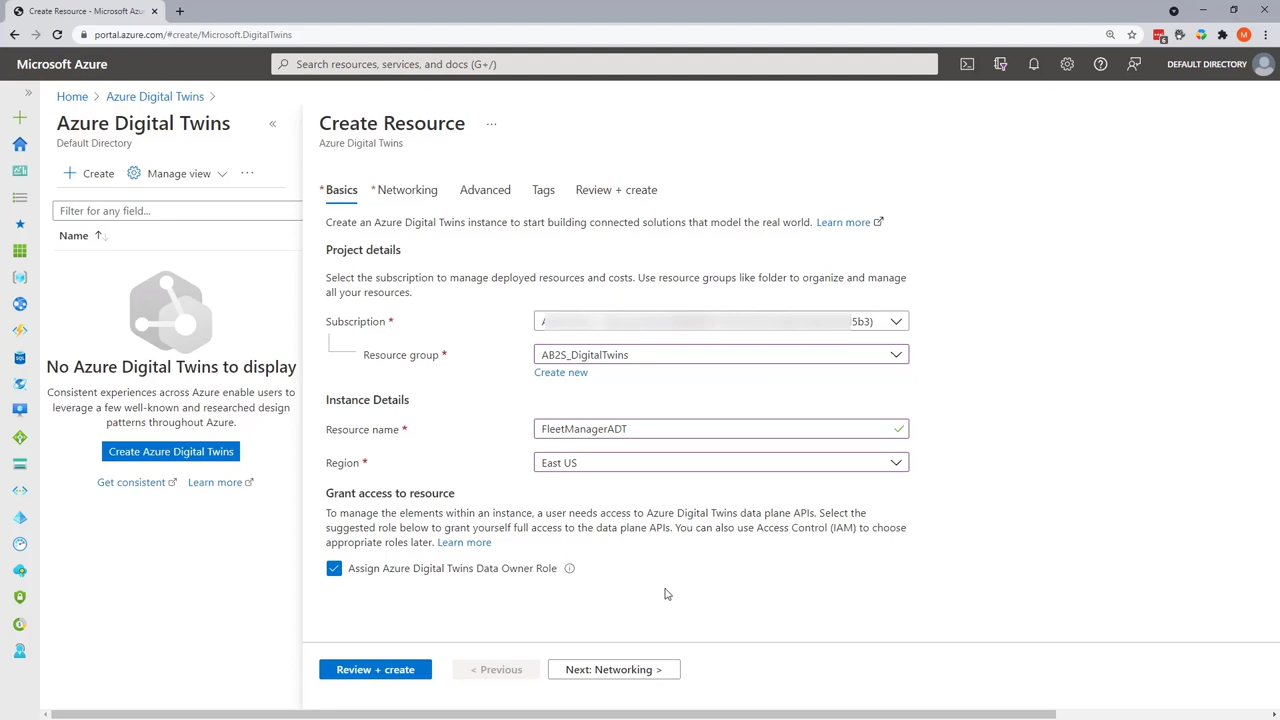 Create Resource - Microsoft Azu
portal.azure.com/#create/Microsoft.DigitalTwins
6
M
Microsoft Azure
Search resources, services, and docs (G+/)
DEFAULT DIRECTORY
Home > Azure Digital Twins >
Azure Digital Twins
Default Directory
Create
Manage view
Filter for any field...
Name
No Azure Digital Twins to display
Consistent experiences across Azure enable users to
leverage a few well-known and researched design
patterns throughout Azure.
Create Azure Digital Twins
Get consistent
Learn more
Create Resource
...
Azure Digital Twins
* Basics
* Networking
Advanced
Tags
Review + create
Create an Azure Digital Twins instance to start building connected solutions that model the real world. Learn more
Project details
Select the subscription to manage deployed resources and costs. Use resource groups like folder to organize and manage
all your resources.
Subscription *
5b3)
Resource group *
AB2S_DigitalTwins
Create new
Instance Details
Resource name *
FleetManagerADT
Region *
East US
Grant access to resource
To manage the elements within an instance, a user needs access to Azure Digital Twins data plane APIs. Select the
suggested role below to grant yourself full access to the data plane APIs. You can also use Access Control (IAM) to choose
appropriate roles later. Learn more
Assign Azure Digital Twins Data Owner Role
Review + create
< Previous
Next: Networking >